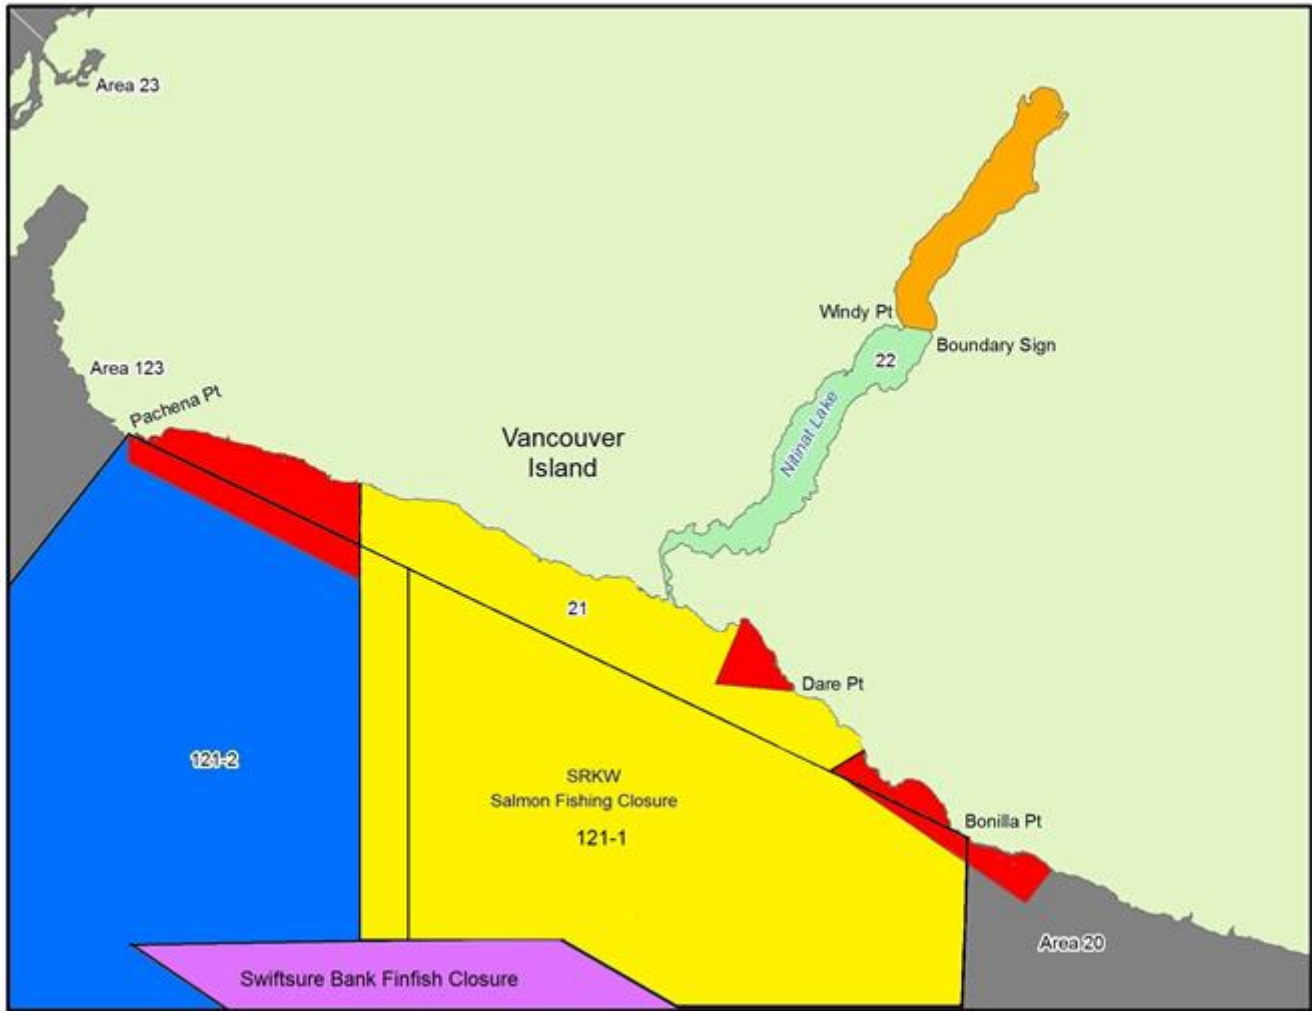 Area 23
Windy Pt
Boundary Sign
22
Area 123
Pachena Pt
Nitinat Lake
Vancouver
Island
21
Dare Pt
121-2
SRKW
Salmon Fishing Closure
121-1
Bonilla Pt
Area 20
Swiftsure Bank Finfish Closure